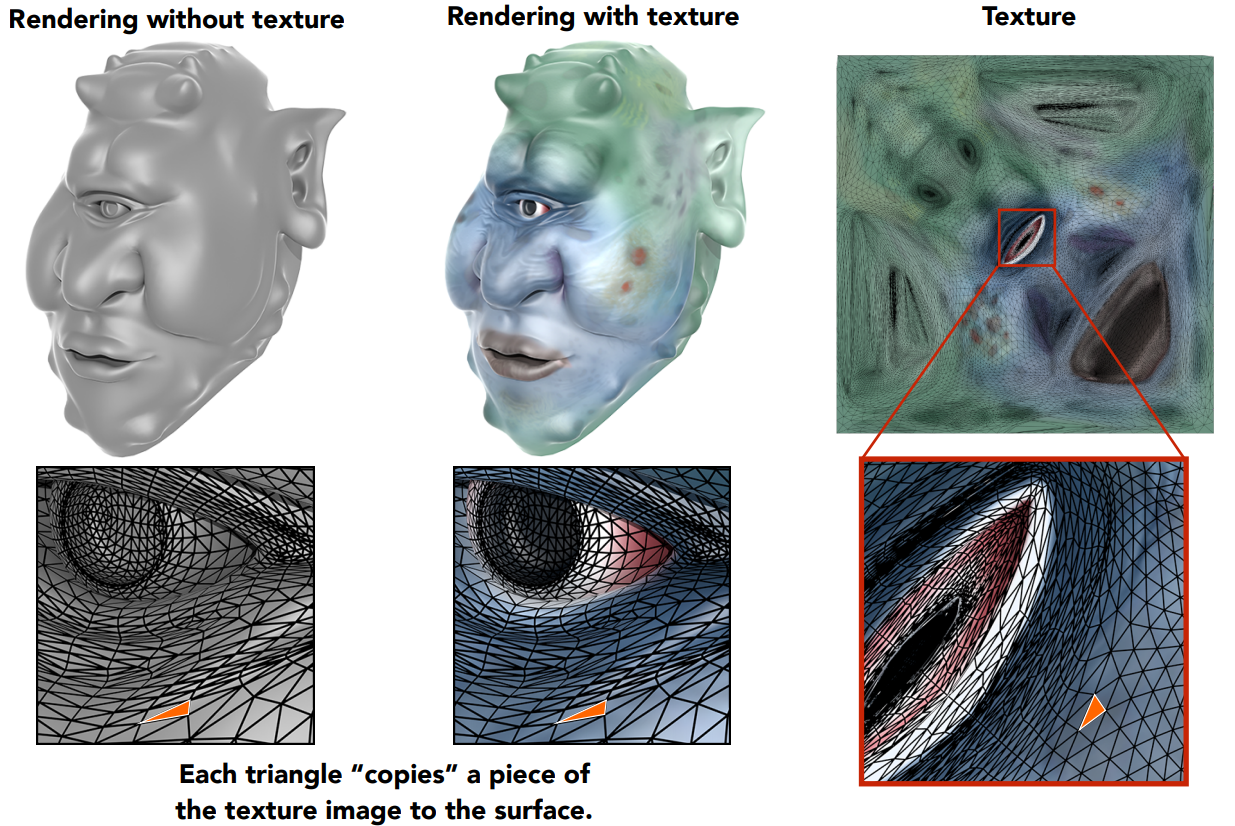 Rendering without texture
Rendering with texture
Texture
Each triangle “copies” a piece of
the texture image to the surface.